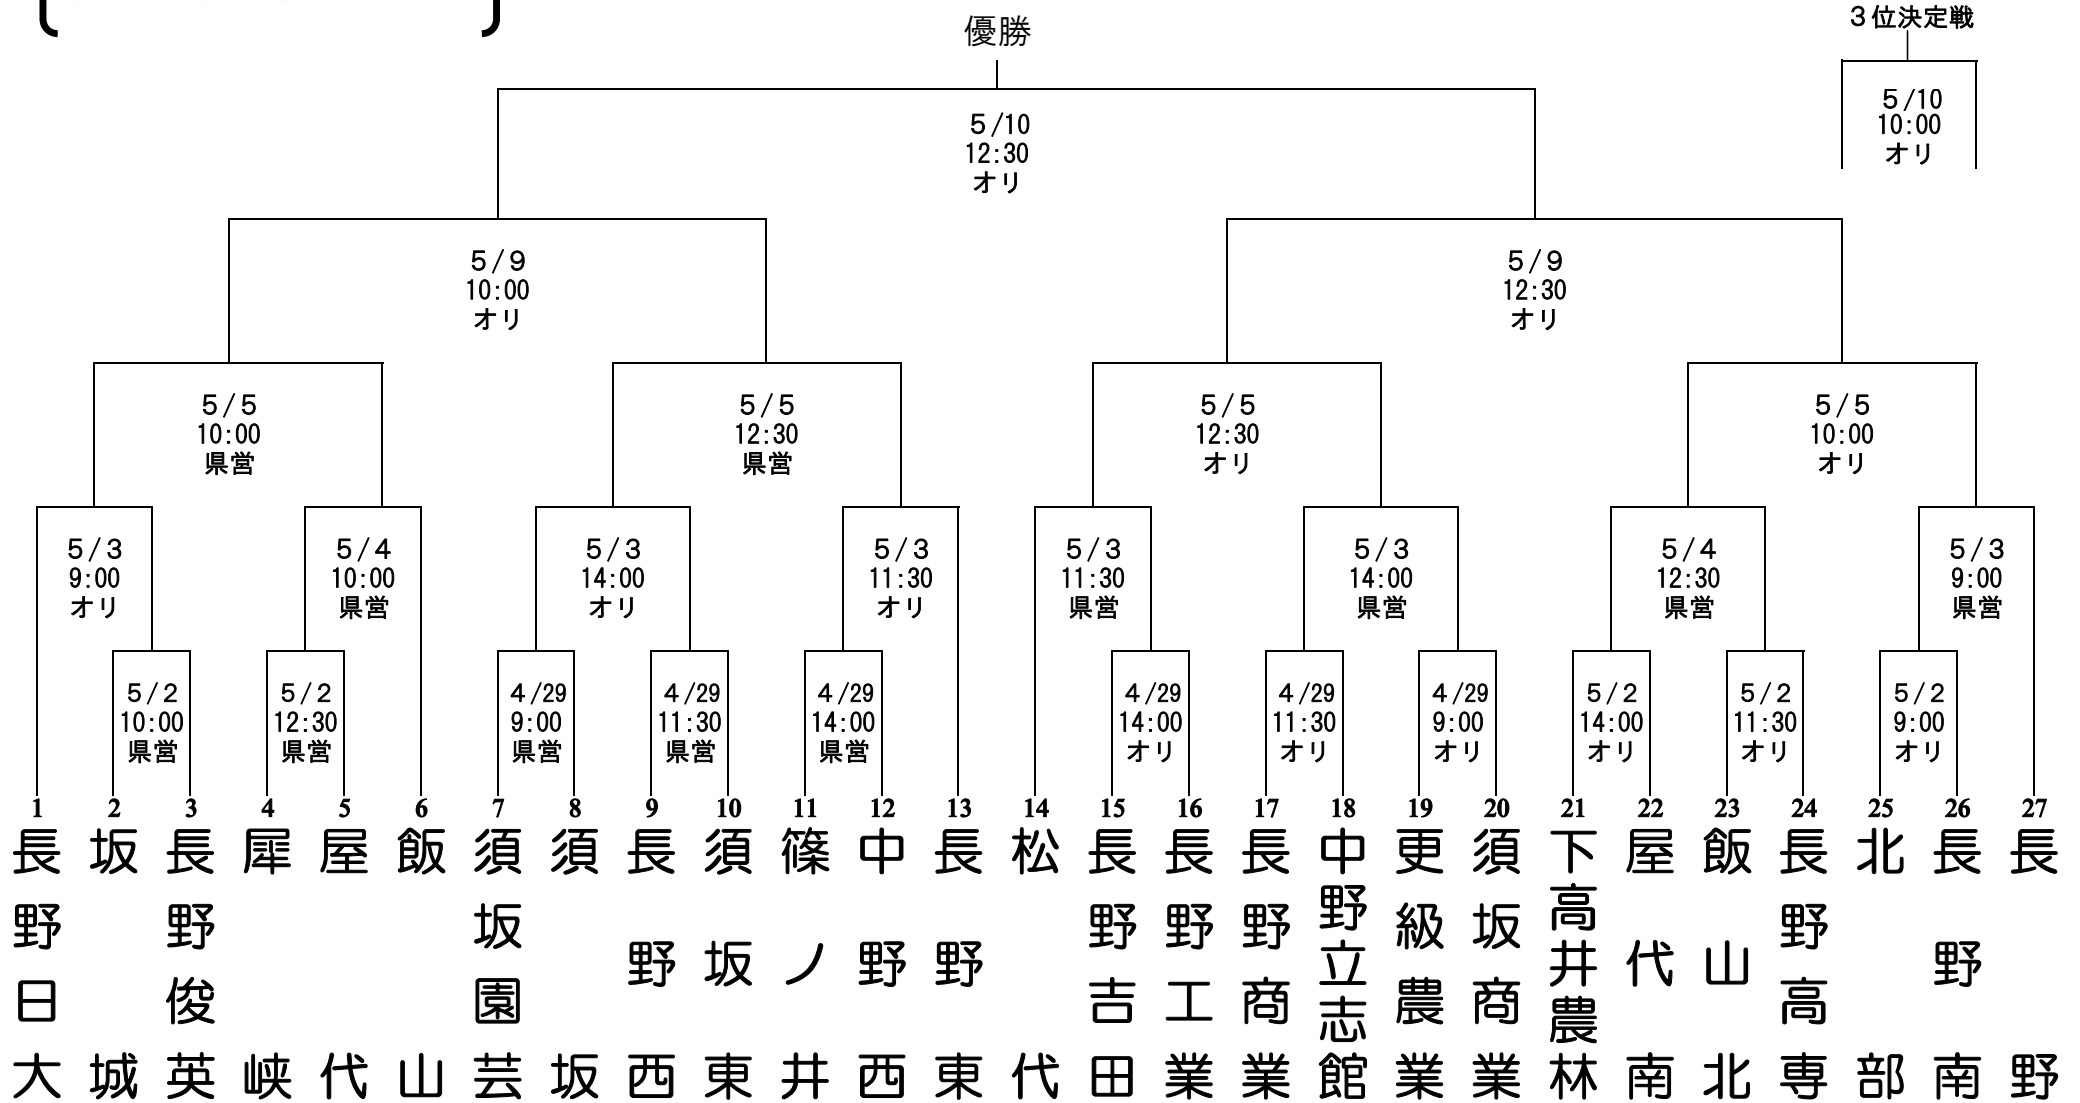 優勝
3位決定戦
5/10
12:30
オリ
5/10
10:00
オリ
5/9
10:00
オリ
5/9
12:30
オリ
5/5
10:00
県営
5/5
12:30
県営
5/5
12:30
オリ
5/5
10:00
オリ
5/3
9:00
オリ
5/4
10:00
県営
5/3
14:00
オリ
5/3
11:30
オリ
5/3
11:30
県営
5/3
14:00
県営
5/4
12:30
県営
5/3
9:00
県営
5/2
10:00
県営
5/2
12:30
県営
4/29
9:00
県営
4/29
11:30
県営
4/29
14:00
県営
4/29
14:00
オリ
4/29
11:30
オリ
4/29
9:00
オリ
5/2
14:00
オリ
5/2
11:30
オリ
5/2
9:00
オリ
1
長野日大
2
坂城
3
長野俊英
4
犀峡
5
屋代
6
飯山
7
須坂園芸
8
須坂
9
長野西
10
須坂東
11
篠ノ井
12
中野西
13
長野東
14
松代
15
長野吉田
16
長野工業
17
長野商業
18
中野立志館
19
更級農業
20
須坂商業
21
下高井農林
22
屋代南
23
飯山北
24
長野高専
25
北部
26
長野南
27
長野